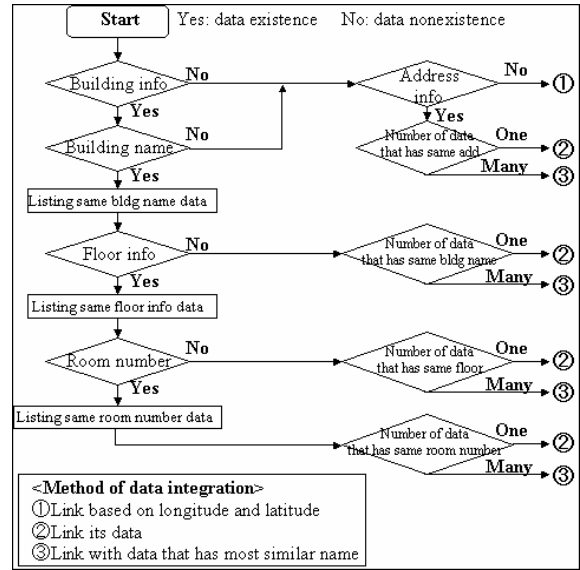 Start Yes: data existence No: data nonexistence
Building info No
Address info No ①
Yes
Yes
Building name No
Number of data that has same add One ②
Many ③
Yes
Listing same bldg name data
Floor info No
Number of data that has same bldg name One ②
Many ③
Yes
Listing same floor info data
Room number No
Number of data that has same floor One ②
Many ③
Yes
Listing same room number data
Number of data that has same room number One ②
Many ③
<Method of data integration>
①Link based on longitude and latitude
②Link its data
③Link with data that has most similar name